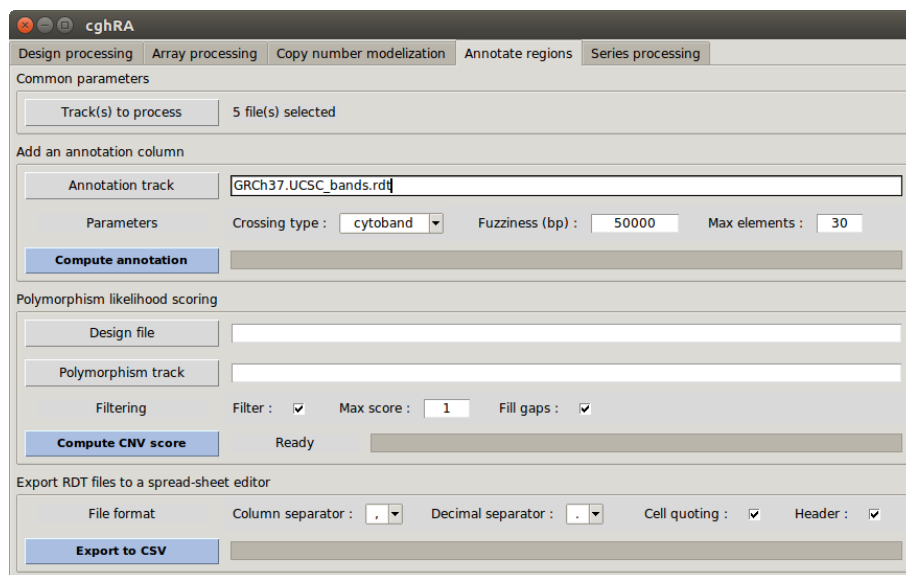 cghRA
Design processing Array processing Copy number modelization Annotate regions Series processing
Common parameters
Track(s) to process 5 file(s) selected
Add an annotation column
Annotation track GRCh37.UCSC_bands.rdt
Parameters Crossing type : cytoband Fuzziness (bp) : 50000 Max elements : 30
Compute annotation
Polymorphism likelihood scoring
Design file
Polymorphism track
Filtering Filter : Max score : 1 Fill gaps :
Compute CNV score Ready
Export RDT files to a spread-sheet editor
File format Column separator : , Decimal separator : . Cell quoting : Header :
Export to CSV